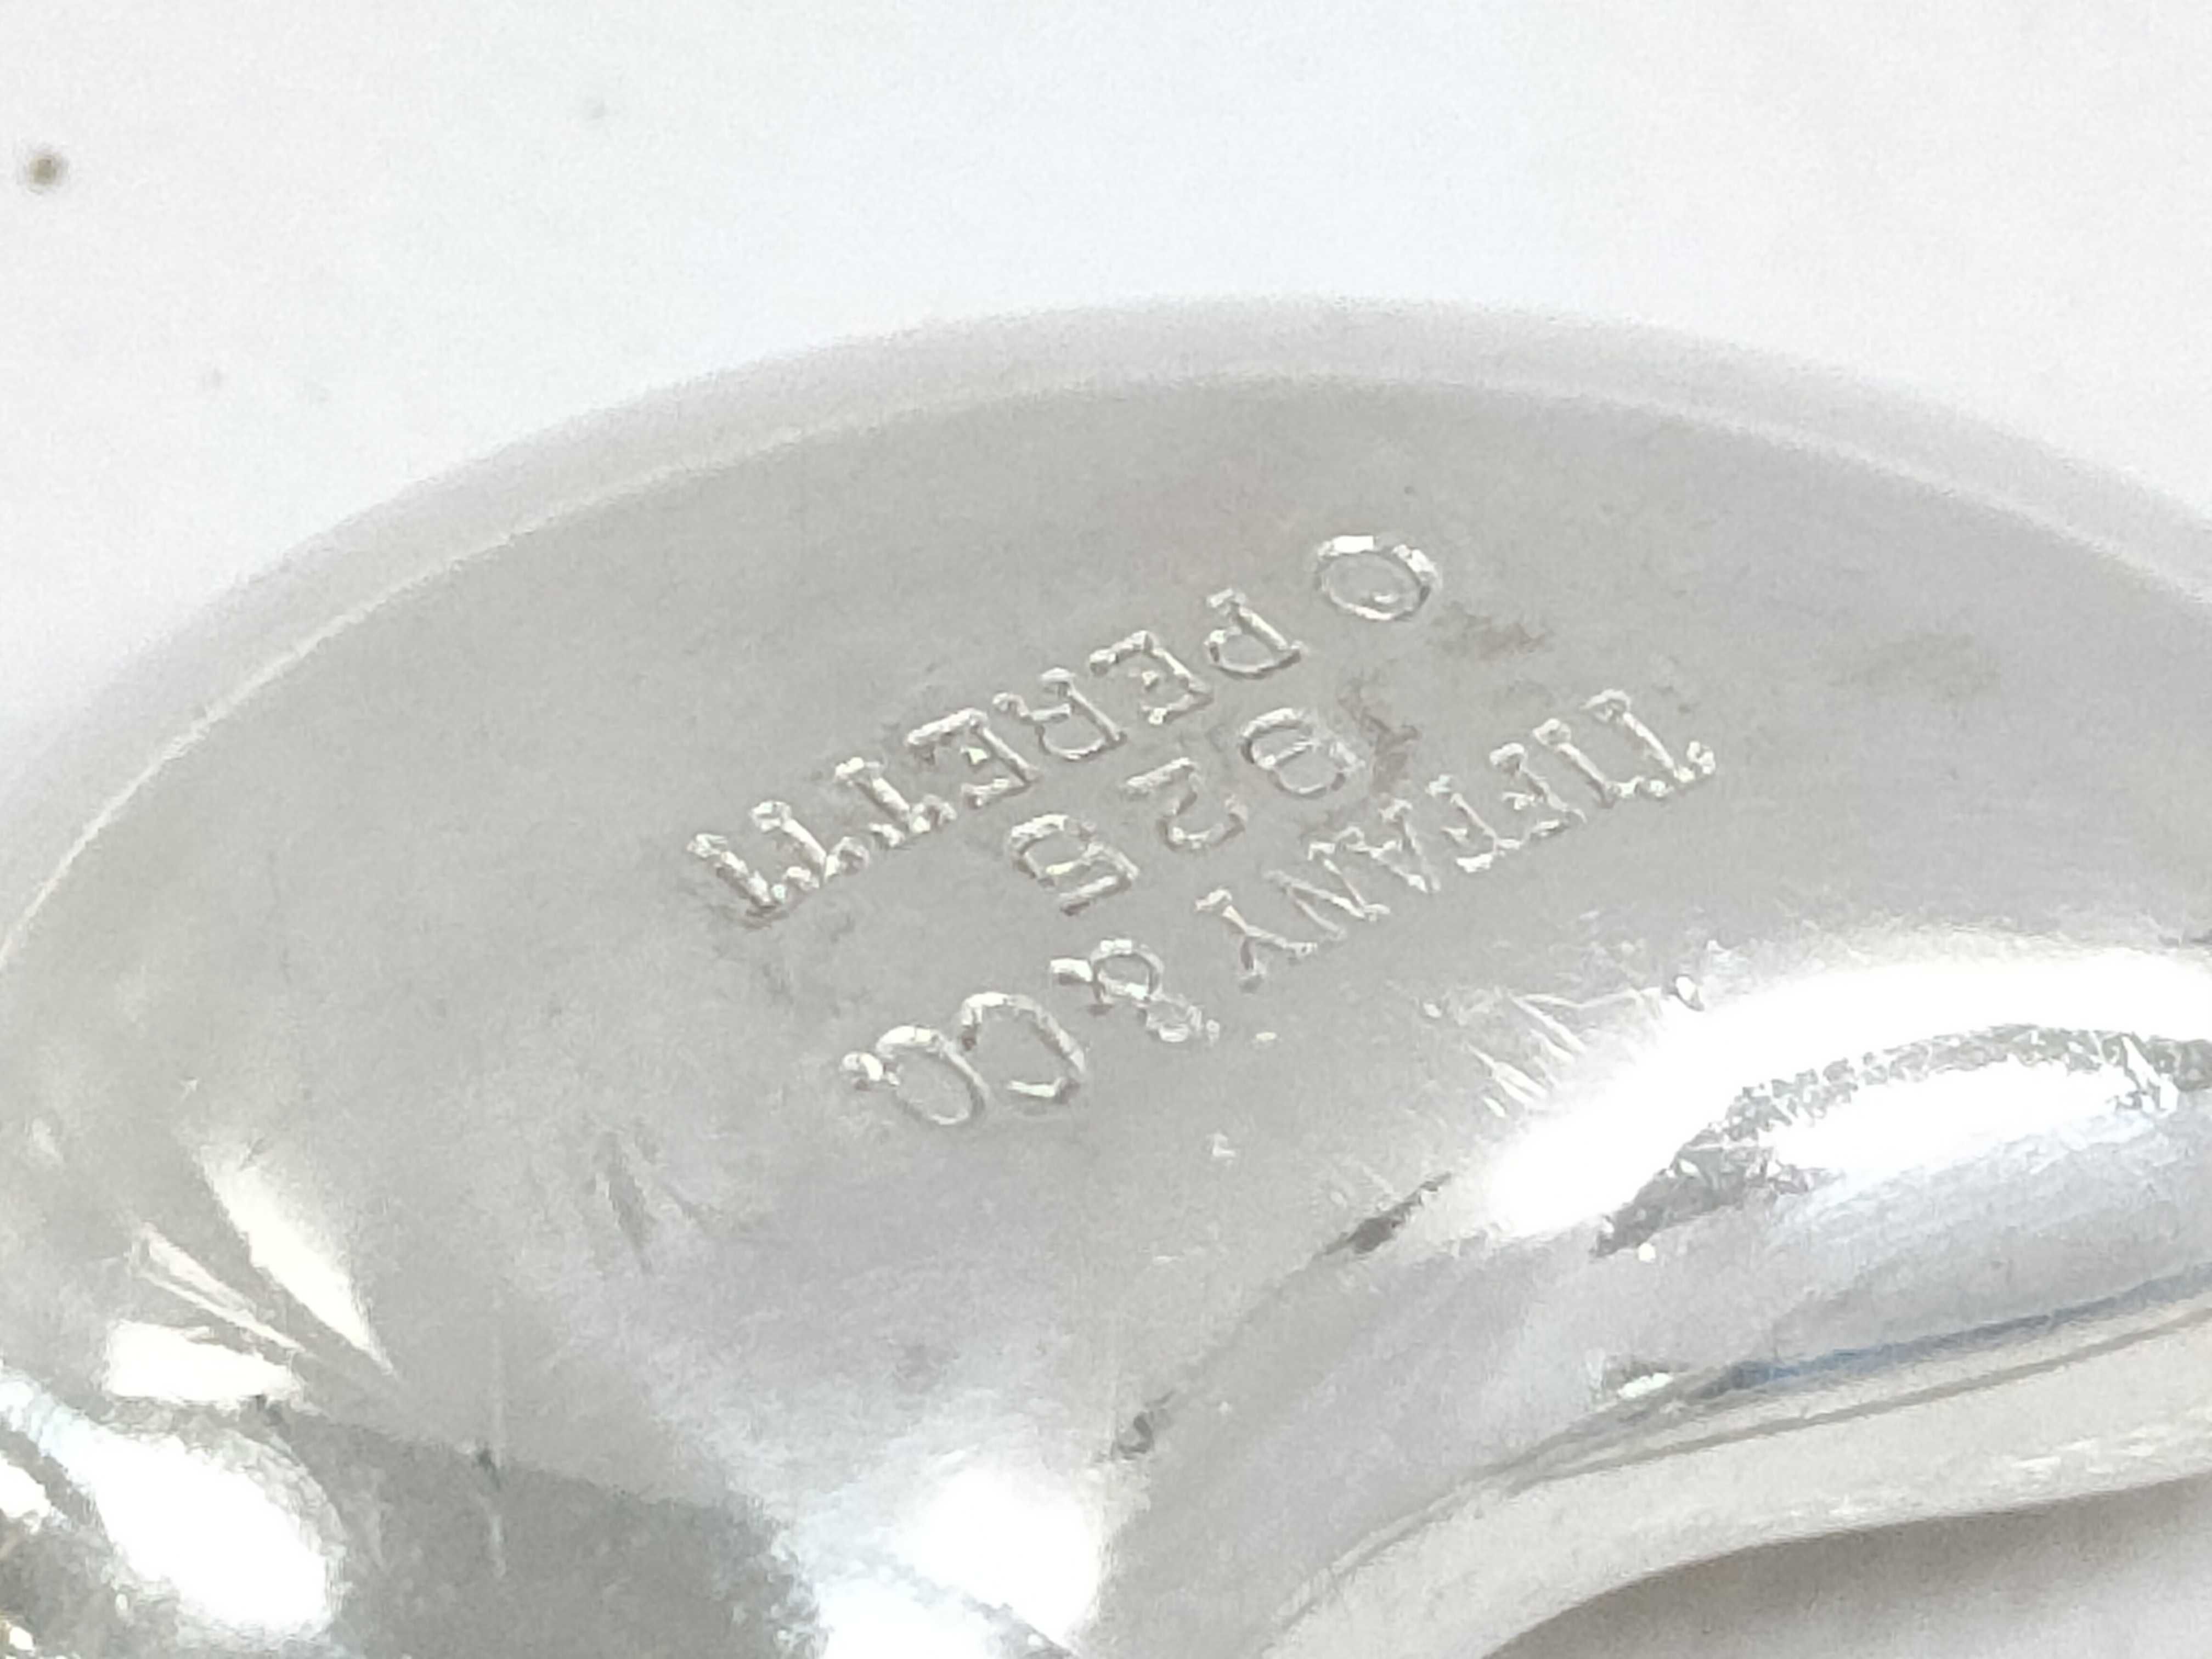 TIFFANY & CO.
925
© PERETTI